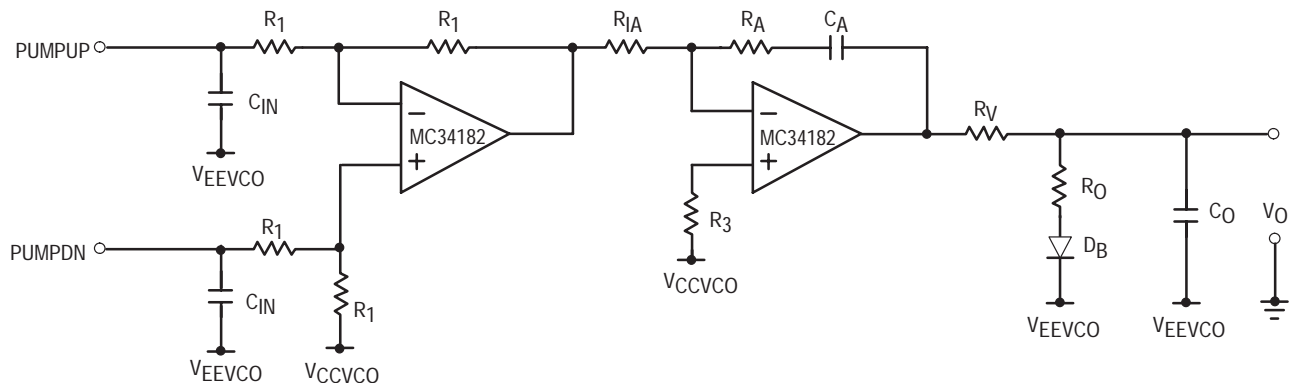 PUMPUP
R1
R1
RIA
RA
CA
CIN
VEEVCO
−
MC34182
+
−
MC34182
+
RV
R3
VCCVCO
RO
DB
VEEVCO
CO
VEEVCO
VO
PUMPDN
R1
CIN
VEEVCO
R1
VCCVCO